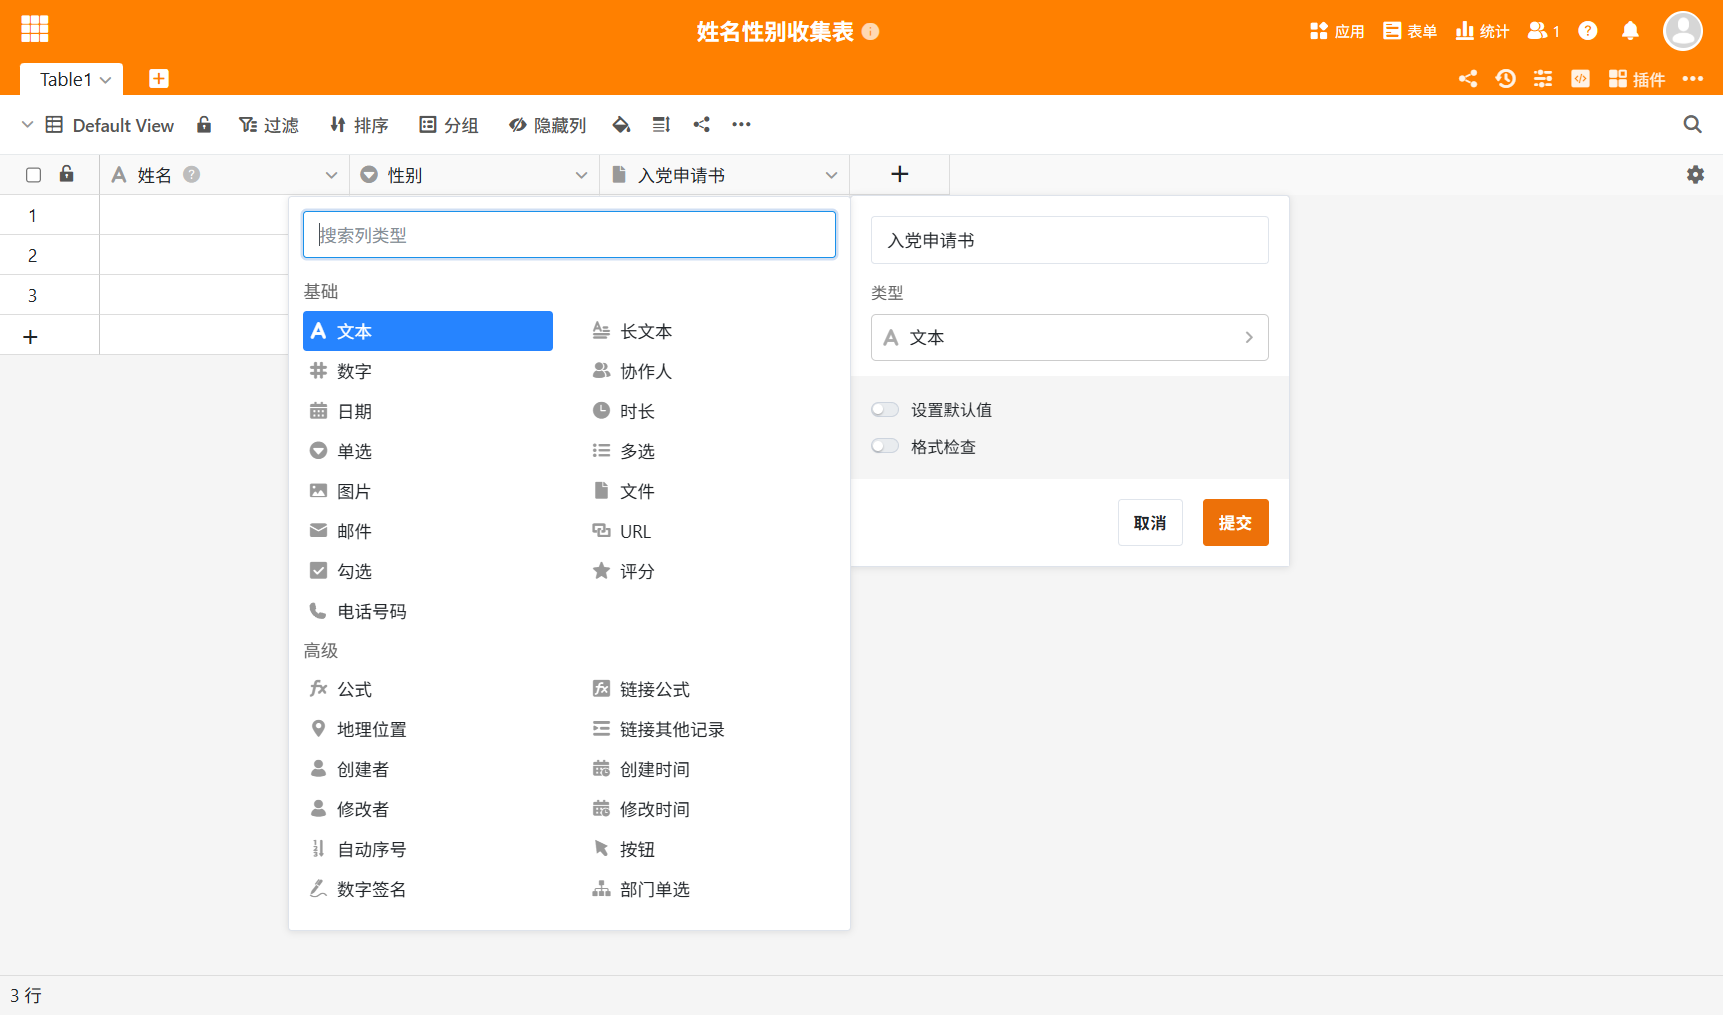 姓名性别收集表
应用
表单
统计
1
Table1
插件
Default View
过滤
排序
分组
隐藏列
姓名
性别
入党申请书
1
2
3
搜索列类型
基础
文本
长文本
数字
协作人
日期
时长
单选
多选
图片
文件
邮件
URL
勾选
评分
电话号码
高级
公式
链接公式
地理位置
链接其他记录
创建者
创建时间
修改者
修改时间
自动序号
按钮
数字签名
部门单选
入党申请书
类型
文本
设置默认值
格式检查
取消
提交
3 行